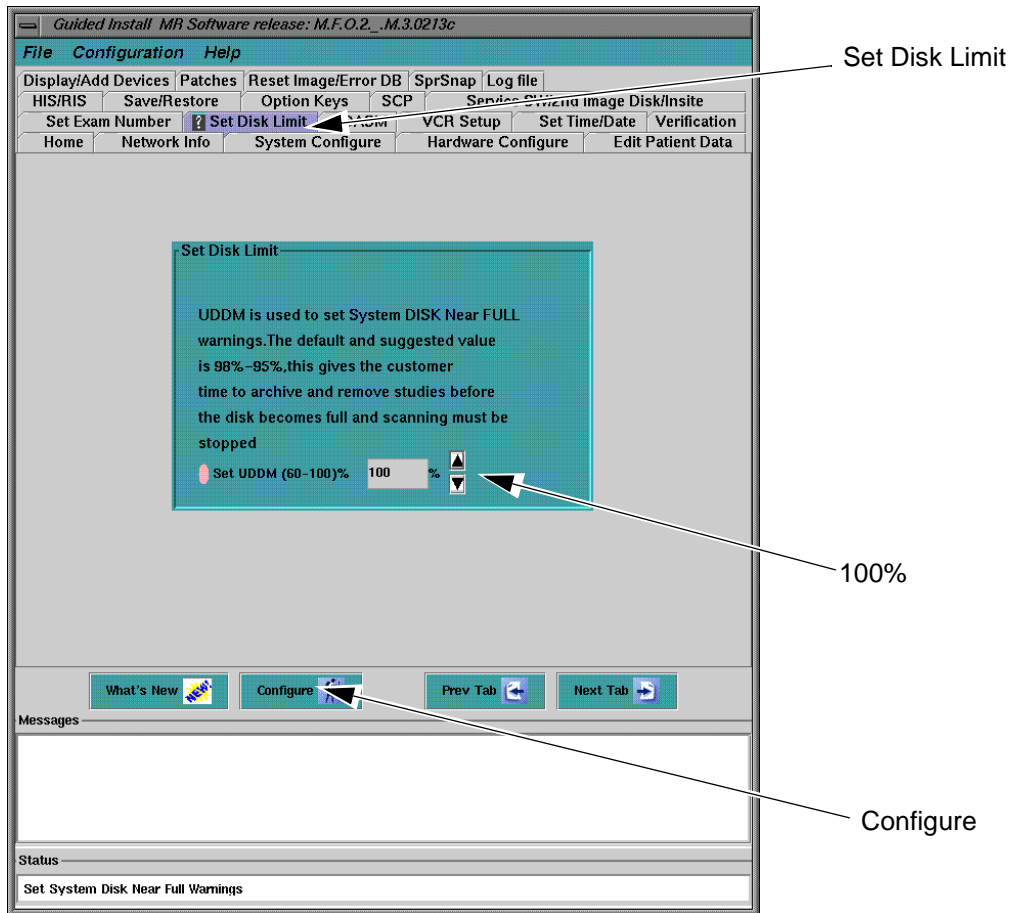 Guided Install MR Software release: M.F.O.2_.M.3.0213c
File Configuration Help
Display/Add Devices Patches Reset Image/Error DB SprSnap Log file
HIS/RIS Save/Restore Option Keys SCP Service Image Disk/Insite
Set Exam Number ? Set Disk Limit VCR Setup Set Time/Date Verification
Home Network Info System Configure Hardware Configure Edit Patient Data
Set Disk Limit
UDDM is used to set System DISK Near FULL
warnings.The default and suggested value
is 98%-95%,this gives the customer
time to archive and remove studies before
the disk becomes full and scanning must be
stopped
Set UDDM (60-100)% 100 %
What's New NEW! Configure Prev Tab Next Tab
Messages
Status
Set System Disk Near Full Warnings
Set Disk Limit
100%
Configure